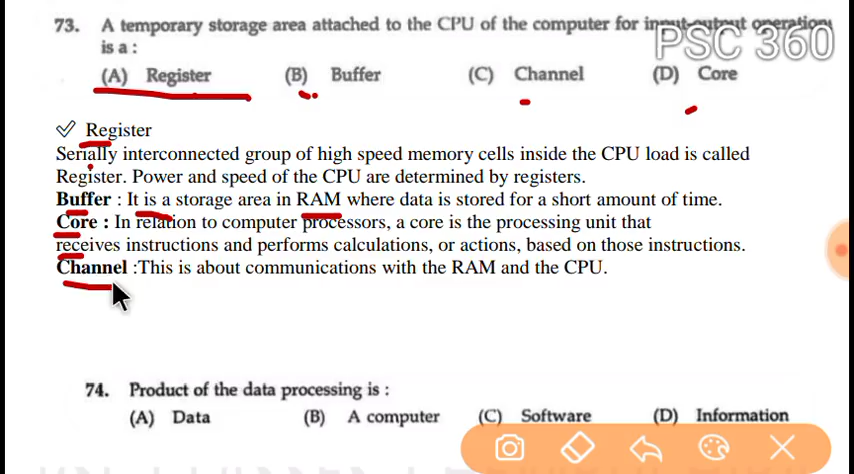 73. A temporary storage area attached to the CPU of the computer for input-output operations
is a :
(A) Register (B) Buffer (C) Channel (D) Core
PSC 360
✓ Register
Serially interconnected group of high speed memory cells inside the CPU load is called
Register. Power and speed of the CPU are determined by registers.
Buffer : It is a storage area in RAM where data is stored for a short amount of time.
Core : In relation to computer processors, a core is the processing unit that
receives instructions and performs calculations, or actions, based on those instructions.
Channel :This is about communications with the RAM and the CPU.
74. Product of the data processing is :
(A) Data (B) A computer (C) Software (D) Information